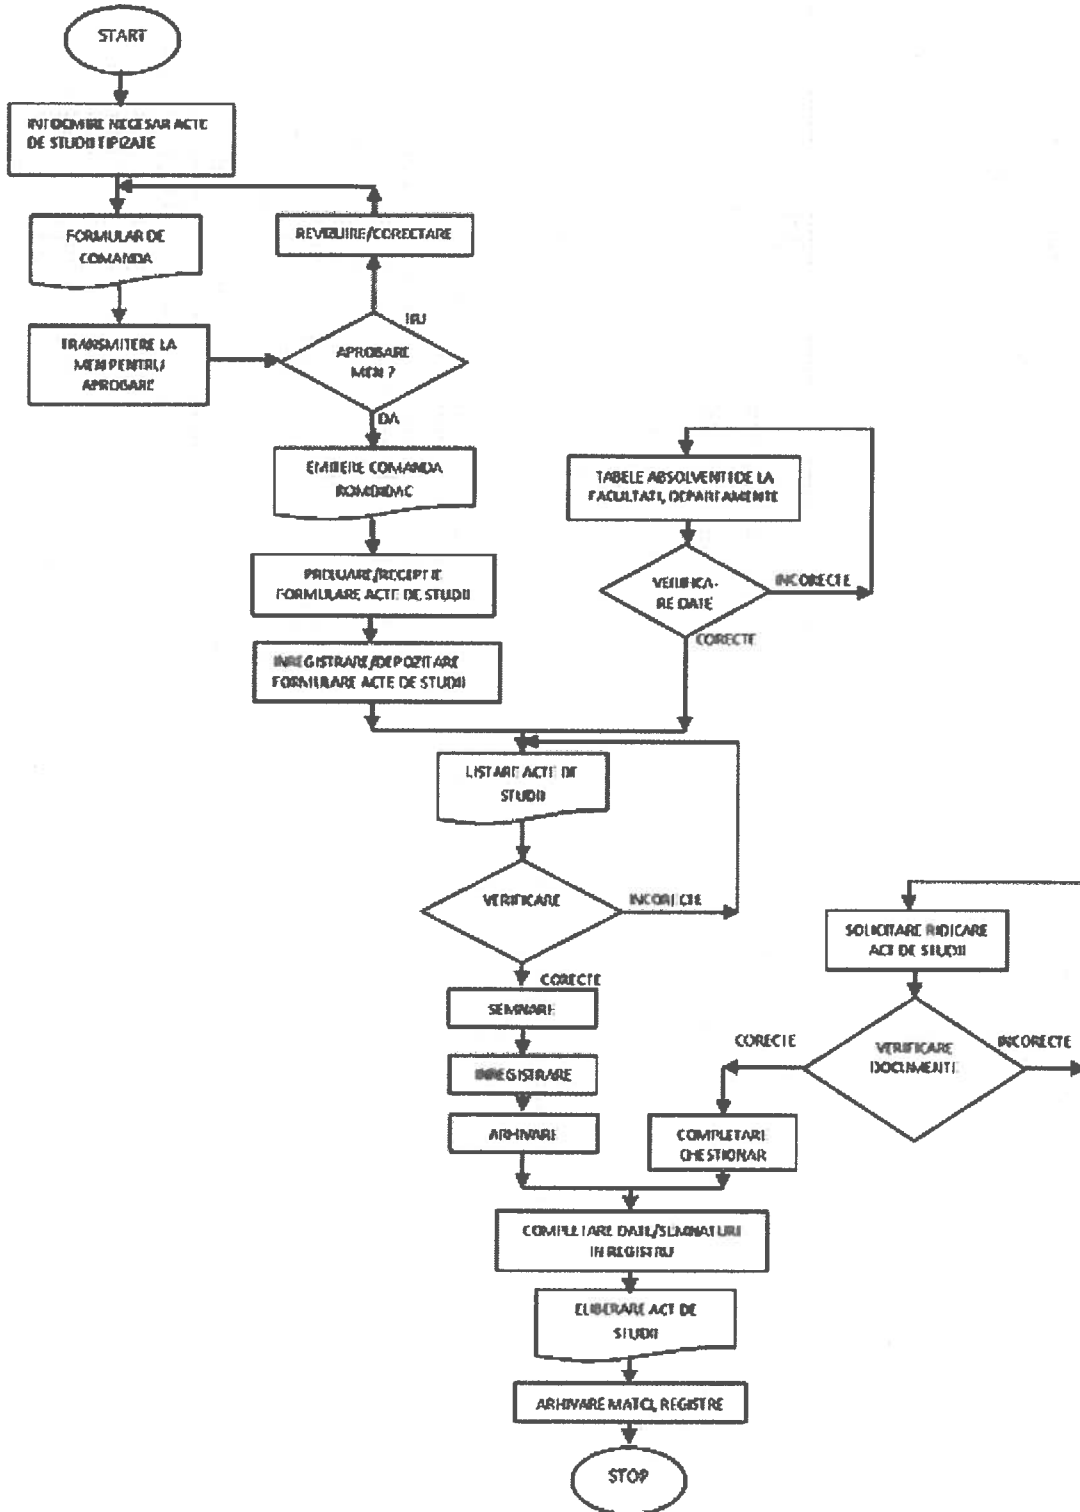 START
INTOCMIRE NECESAR ACTE
DE STUDII TIPIZATE
FORMULAR DE
COMANDA
REVIZUIRE/CORECTARE
TRANSMITERE LA
MEN PENTRU
APROBARE
NU
APROBARE
MEN ?
DA
EMITERE COMANDA
ROMDIDAC
TABELE ABSOLVENTI DE LA
FACULTATI, DEPARTAMENTE
PRELUARE/RECEPTIE
FORMULARE ACTE DE STUDII
VERIFICA-
RE DATE
INCORECTE
CORECTE
INREGISTRARE/DEPOZITARE
FORMULARE ACTE DE STUDII
LISTARE ACTE DE
STUDII
VERIFICARE
INCORECTE
CORECTE
SOLICITARE RIDICARE
ACT DE STUDII
SEMNARE
CORECTE
VERIFICARE
DOCUMENTE
INCORECTE
INREGISTRARE
ARHIVARE
COMPLETARE
CHESTIONAR
COMPLETARE DATE/SEMNATURI
IN REGISTRU
ELIBERARE ACT DE
STUDII
ARHIVARE MATCI, REGISTRE
STOP